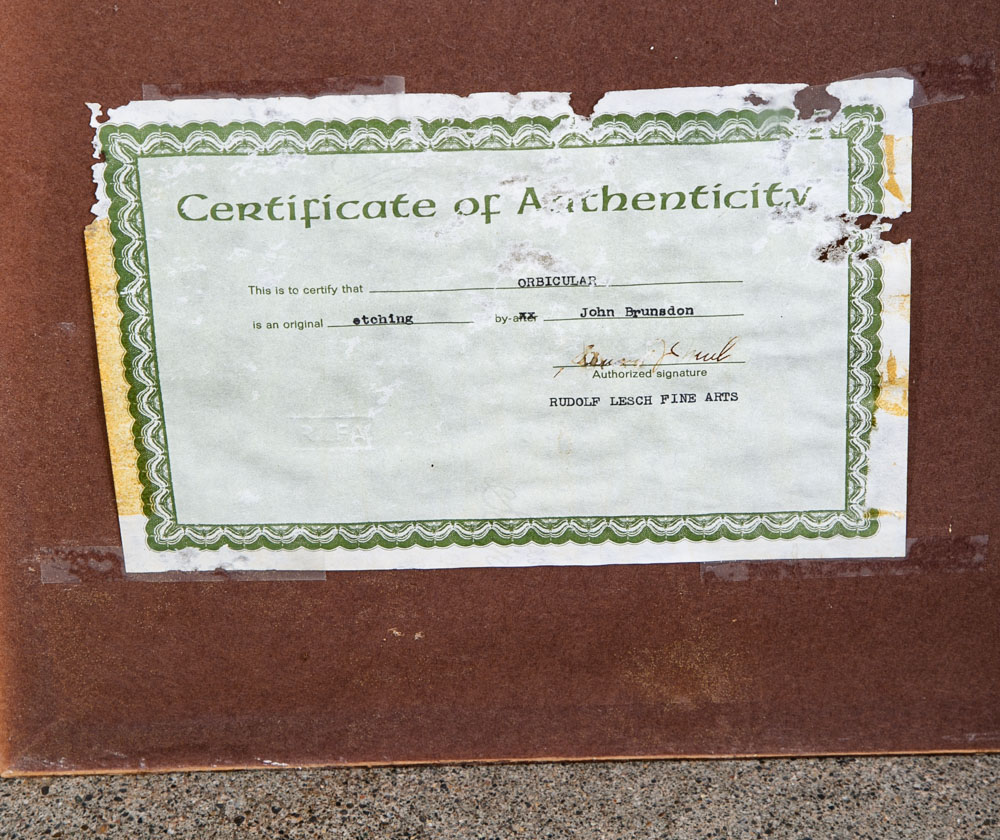 Certificate of Authenticity
This is to certify that ORBICULAR
is an original etching by-after John Brunsdon
Authorized signature
RUDOLF LESCH FINE ARTS